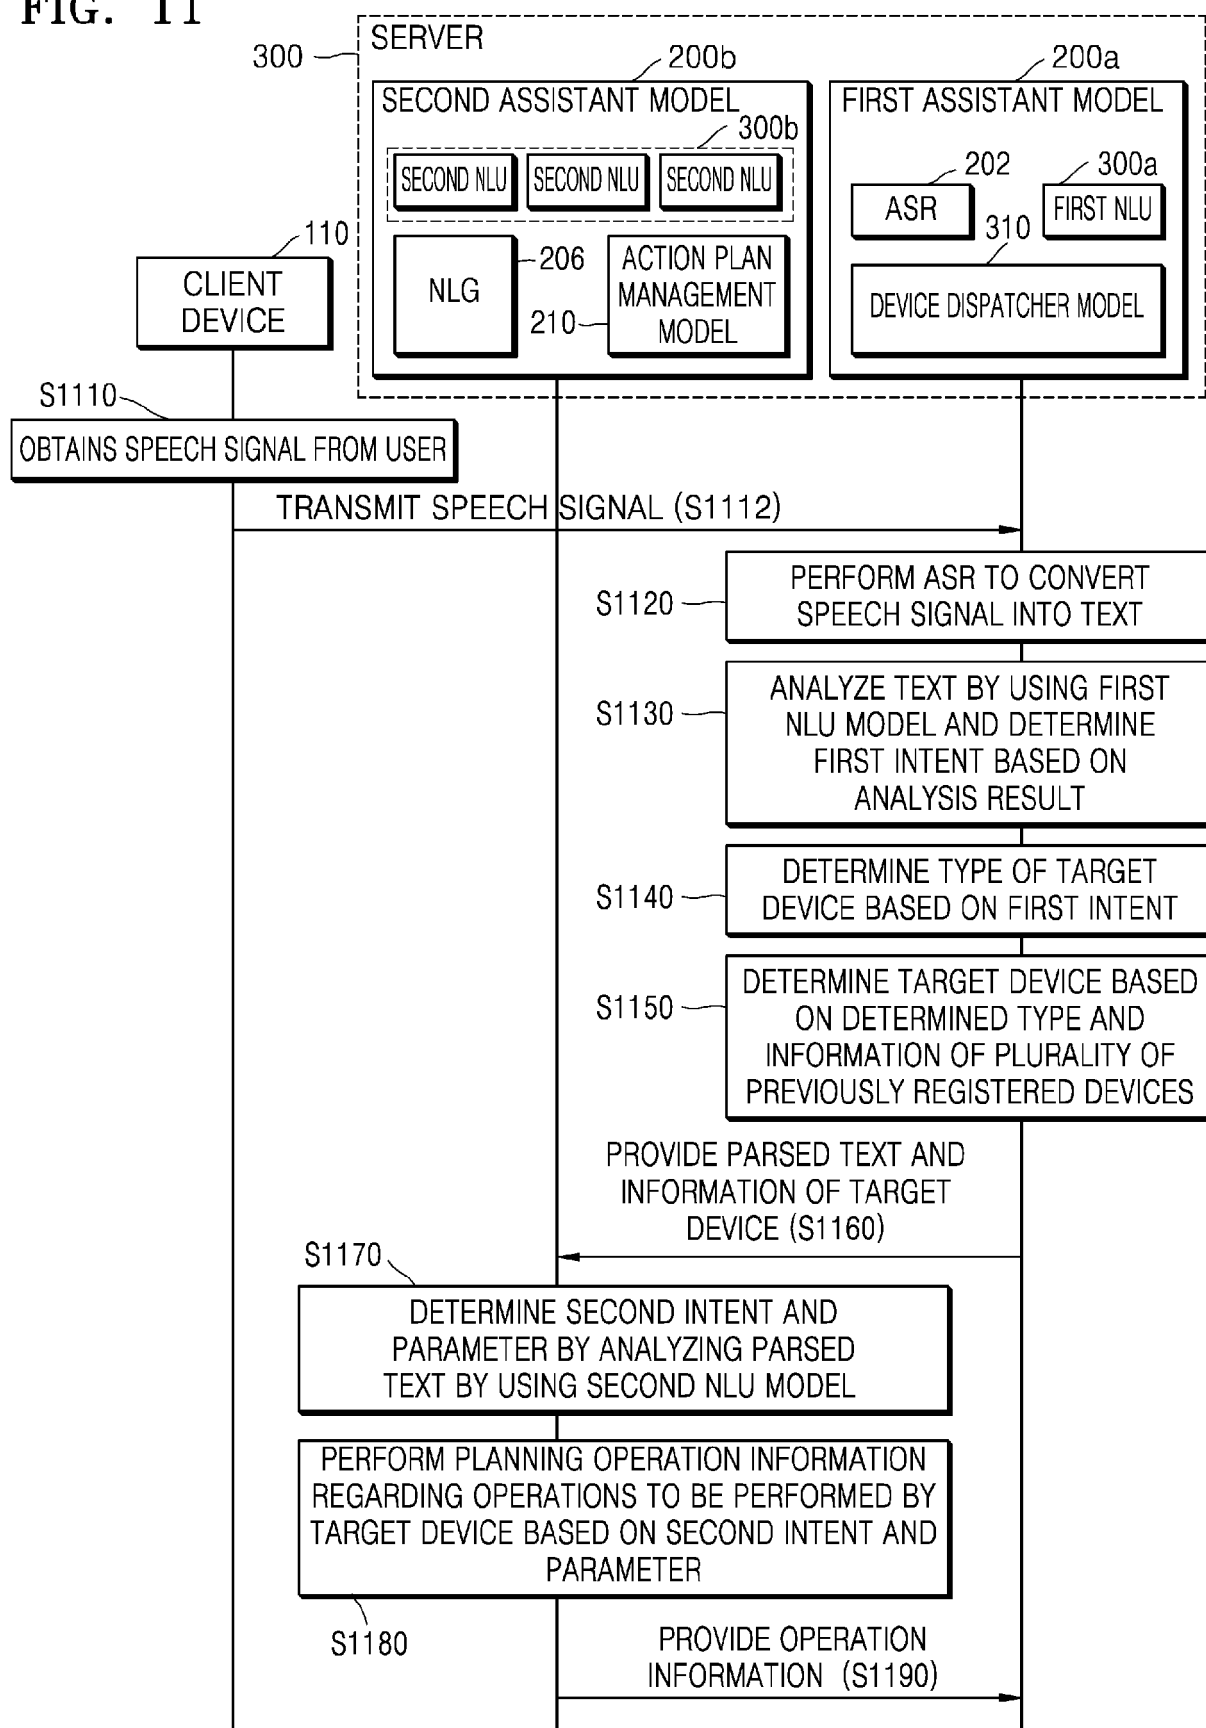 FIG. 11
SERVER
300
200b
200a
SECOND ASSISTANT MODEL
FIRST ASSISTANT MODEL
300b
SECOND NLU
SECOND NLU
SECOND NLU
202
300a
ASR
FIRST NLU
110
CLIENT
DEVICE
NLG
206
ACTION PLAN
MANAGEMENT
MODEL
210
310
DEVICE DISPATCHER MODEL
S1110
OBTAINS SPEECH SIGNAL FROM USER
TRANSMIT SPEECH SIGNAL (S1112)
S1120
PERFORM ASR TO CONVERT
SPEECH SIGNAL INTO TEXT
S1130
ANALYZE TEXT BY USING FIRST
NLU MODEL AND DETERMINE
FIRST INTENT BASED ON
ANALYSIS RESULT
S1140
DETERMINE TYPE OF TARGET
DEVICE BASED ON FIRST INTENT
S1150
DETERMINE TARGET DEVICE BASED
ON DETERMINED TYPE AND
INFORMATION OF PLURALITY OF
PREVIOUSLY REGISTERED DEVICES
PROVIDE PARSED TEXT AND
INFORMATION OF TARGET
DEVICE (S1160)
S1170
DETERMINE SECOND INTENT AND
PARAMETER BY ANALYZING PARSED
TEXT BY USING SECOND NLU MODEL
PERFORM PLANNING OPERATION INFORMATION
REGARDING OPERATIONS TO BE PERFORMED BY
TARGET DEVICE BASED ON SECOND INTENT AND
PARAMETER
S1180
PROVIDE OPERATION
INFORMATION (S1190)